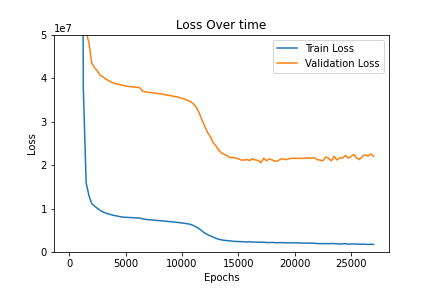 Loss Over time
1e7
Train Loss
Validation Loss
5
4
3
2
1
0
Loss
0
5000
10000
15000
20000
25000
Epochs